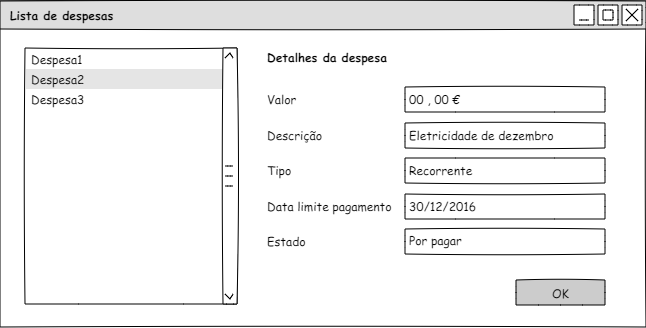 Lista de despesas
Despesa1
Despesa2
Despesa3
Detalhes da despesa
Valor
00 , 00 €
Descrição
Eletricidade de dezembro
Tipo
Recorrente
Data limite pagamento
30/12/2016
Estado
Por pagar
OK